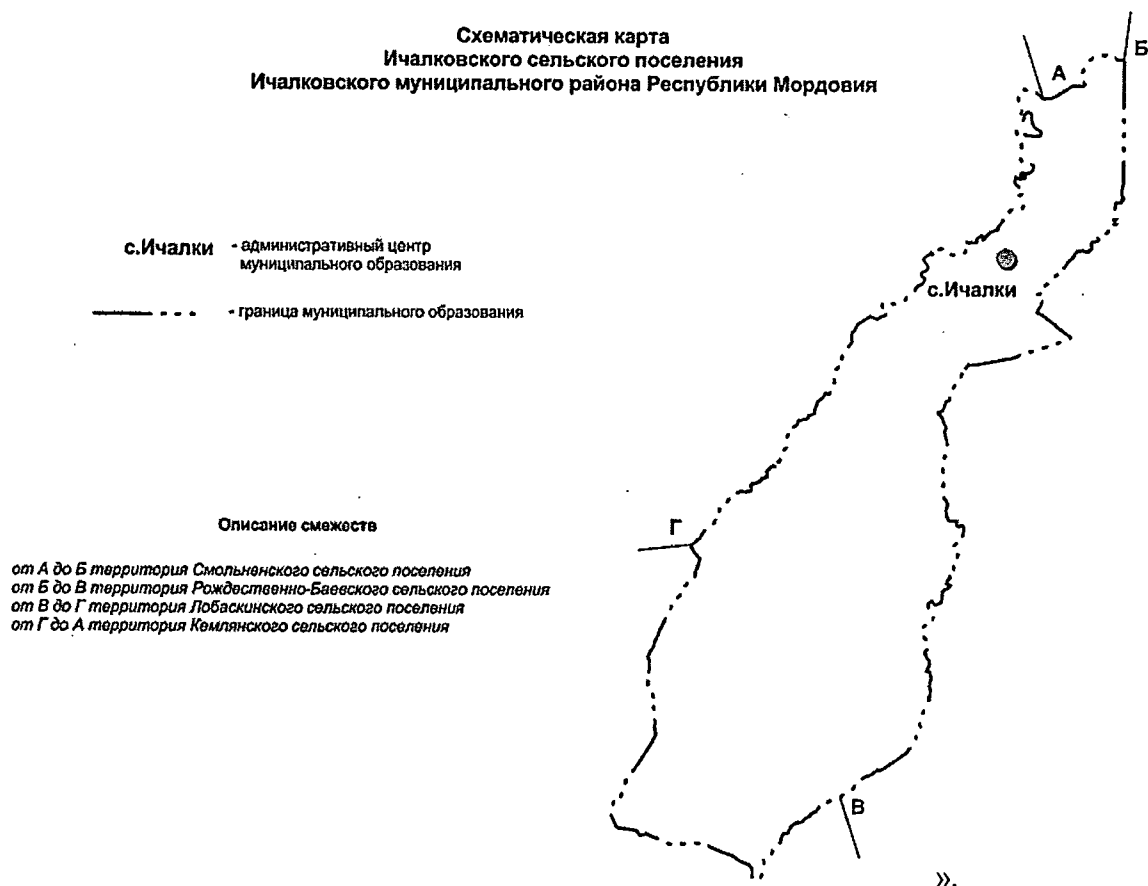 Схематическая карта
Ичалковского сельского поселения
Ичалковского муниципального района Республики Мордовия
А
Б
с.Ичалки - административный центр
муниципального образования
с.Ичалки
- граница муниципального образования
Г
Описание смежеств
от А до Б территория Смольненского сельского поселения
от Б до В территория Рождественно-Баевского сельского поселения
от В до Г территория Лобаскинского сельского поселения
от Г до А территория Кемлянского сельского поселения
В
».